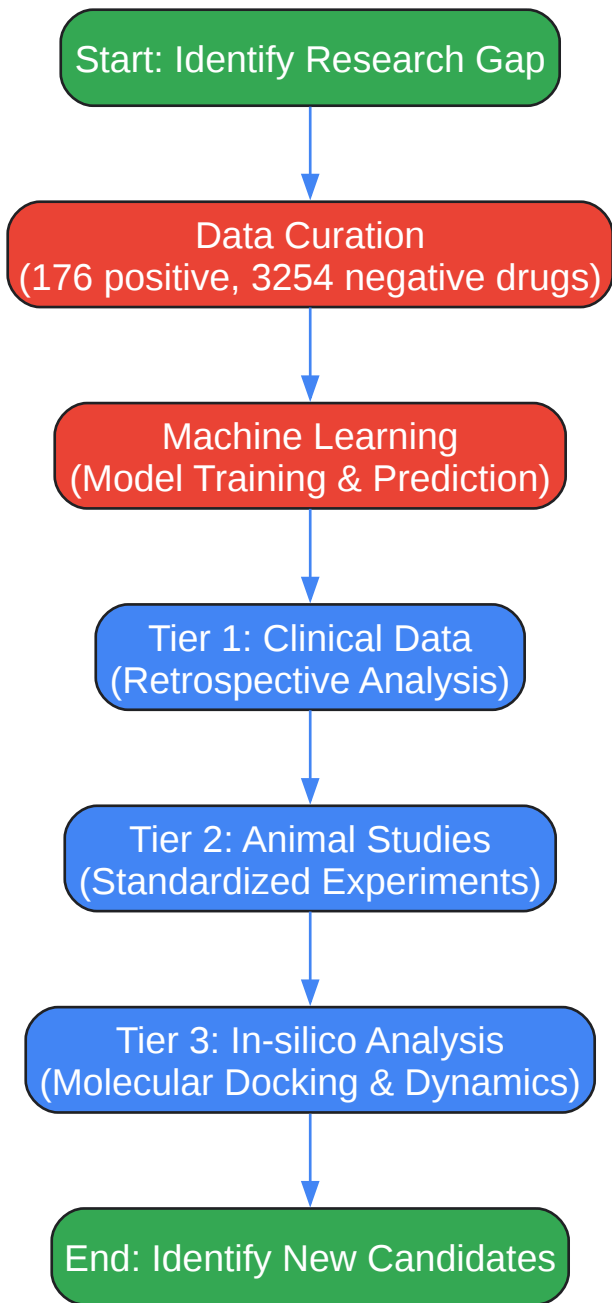 Start: Identify Research Gap
Data Curation
(176 positive, 3254 negative drugs)
Machine Learning
(Model Training & Prediction)
Tier 1: Clinical Data
(Retrospective Analysis)
Tier 2: Animal Studies
(Standardized Experiments)
Tier 3: In-silico Analysis
(Molecular Docking & Dynamics)
End: Identify New Candidates